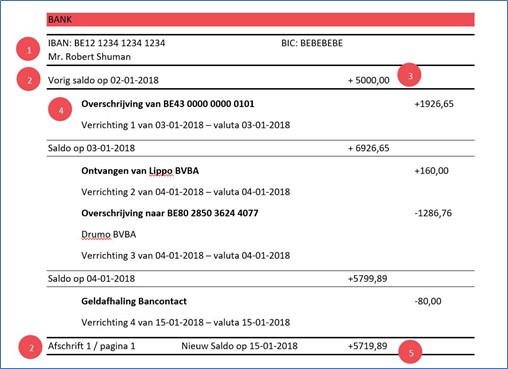 BANK
IBAN: BE12 1234 1234 1234 BIC: BEBEBEBE
1
Mr. Robert Shuman
2 Vorig saldo op 02-01-2018 + 5000,00 3
4 Overschrijving van BE43 0000 0000 0101 +1926,65
Verrichting 1 van 03-01-2018 – valuta 03-01-2018
Saldo op 03-01-2018 + 6926,65
Ontvangen van Lippo BVBA +160,00
Verrichting 2 van 04-01-2018 – valuta 04-01-2018
Overschrijving naar BE80 2850 3624 4077 -1286,76
Drumo BVBA
Verrichting 3 van 04-01-2018 – valuta 04-01-2018
Saldo op 04-01-2018 +5799,89
Geldafhaling Bancontact -80,00
Verrichting 4 van 15-01-2018 – valuta 15-01-2018
2 Afschrift 1 / pagina 1 Nieuw Saldo op 15-01-2018 +5719,89 5